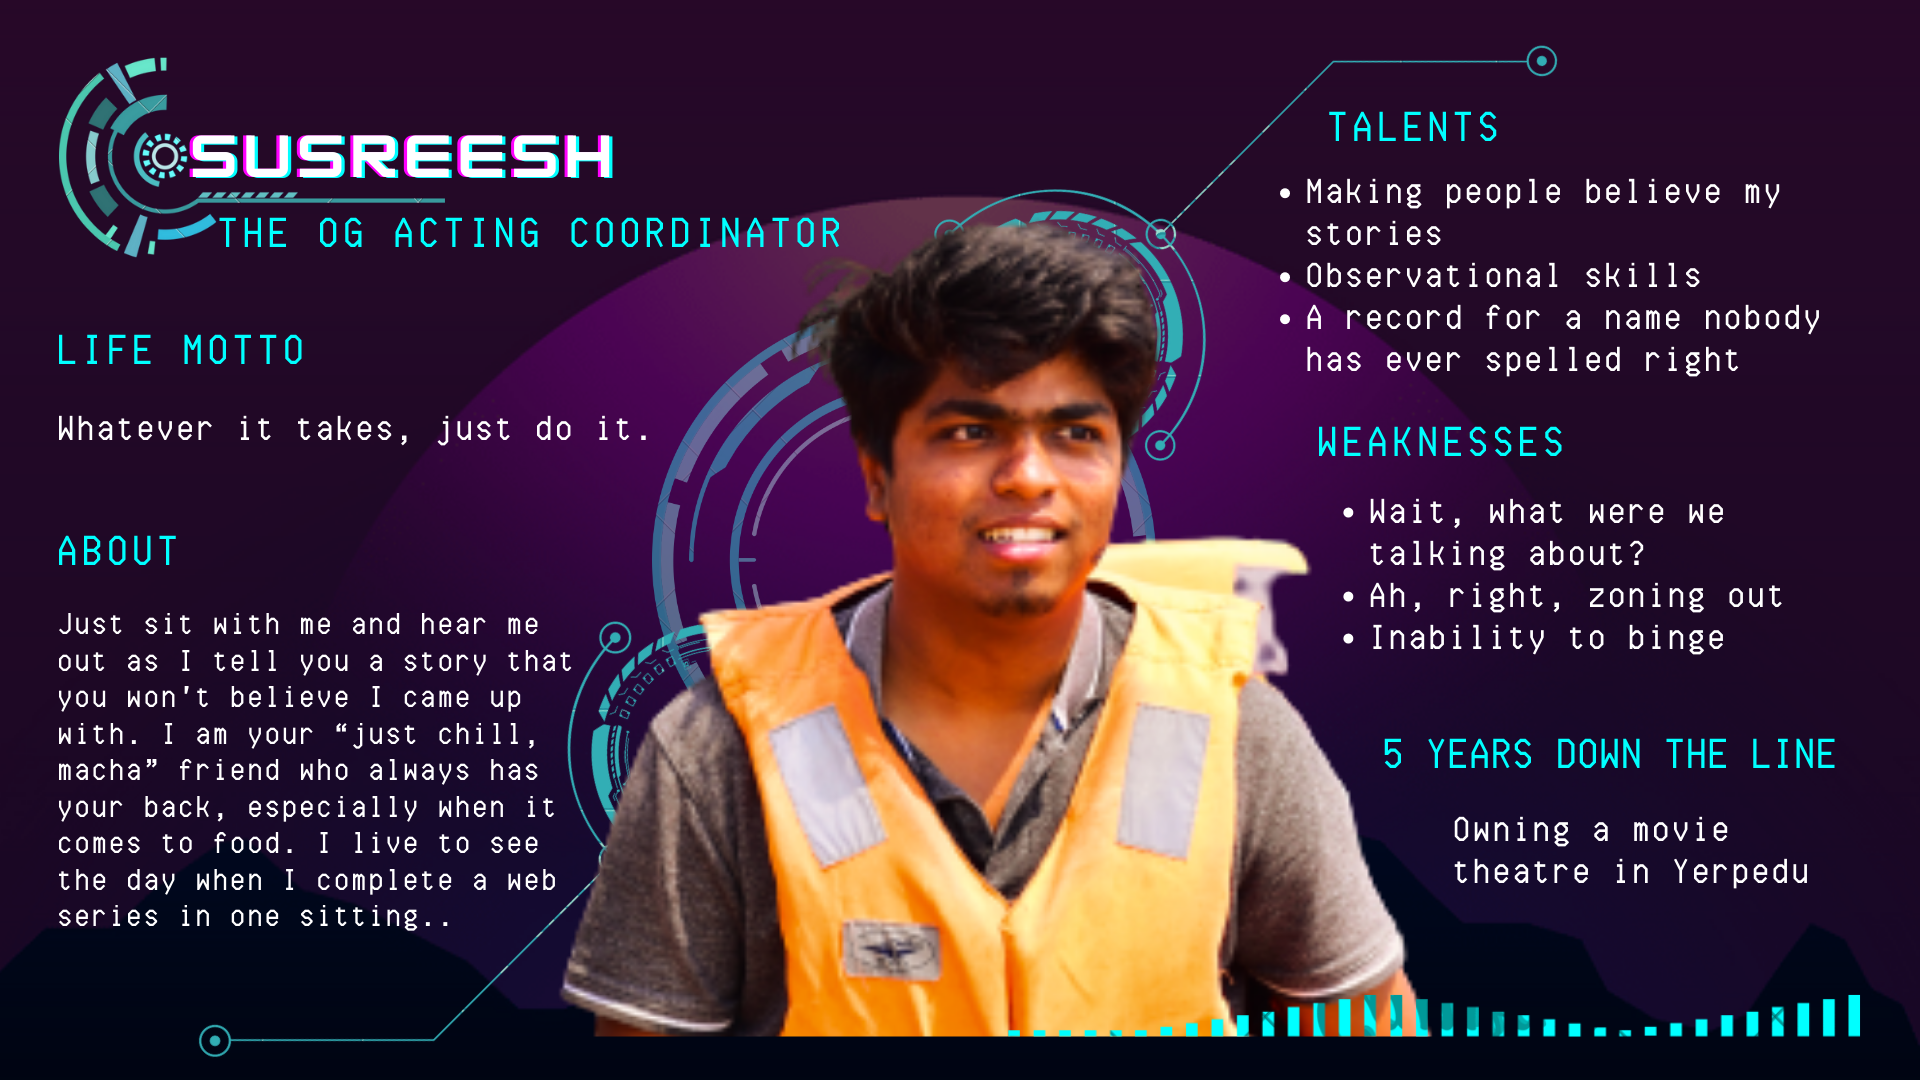 SUSREESH
THE OG ACTING COORDINATOR
LIFE MOTTO
Whatever it takes, just do it.
ABOUT
Just sit with me and hear me
out as I tell you a story that
you won't believe I came up
with. I am your “just chill,
macha” friend who always has
your back, especially when it
comes to food. I live to see
the day when I complete a web
series in one sitting..
TALENTS
• Making people believe my
stories
• Observational skills
• A record for a name nobody
has ever spelled right
WEAKNESSES
• Wait, what were we
talking about?
• Ah, right, zoning out
• Inability to binge
5 YEARS DOWN THE LINE
Owning a movie
theatre in Yerpedu